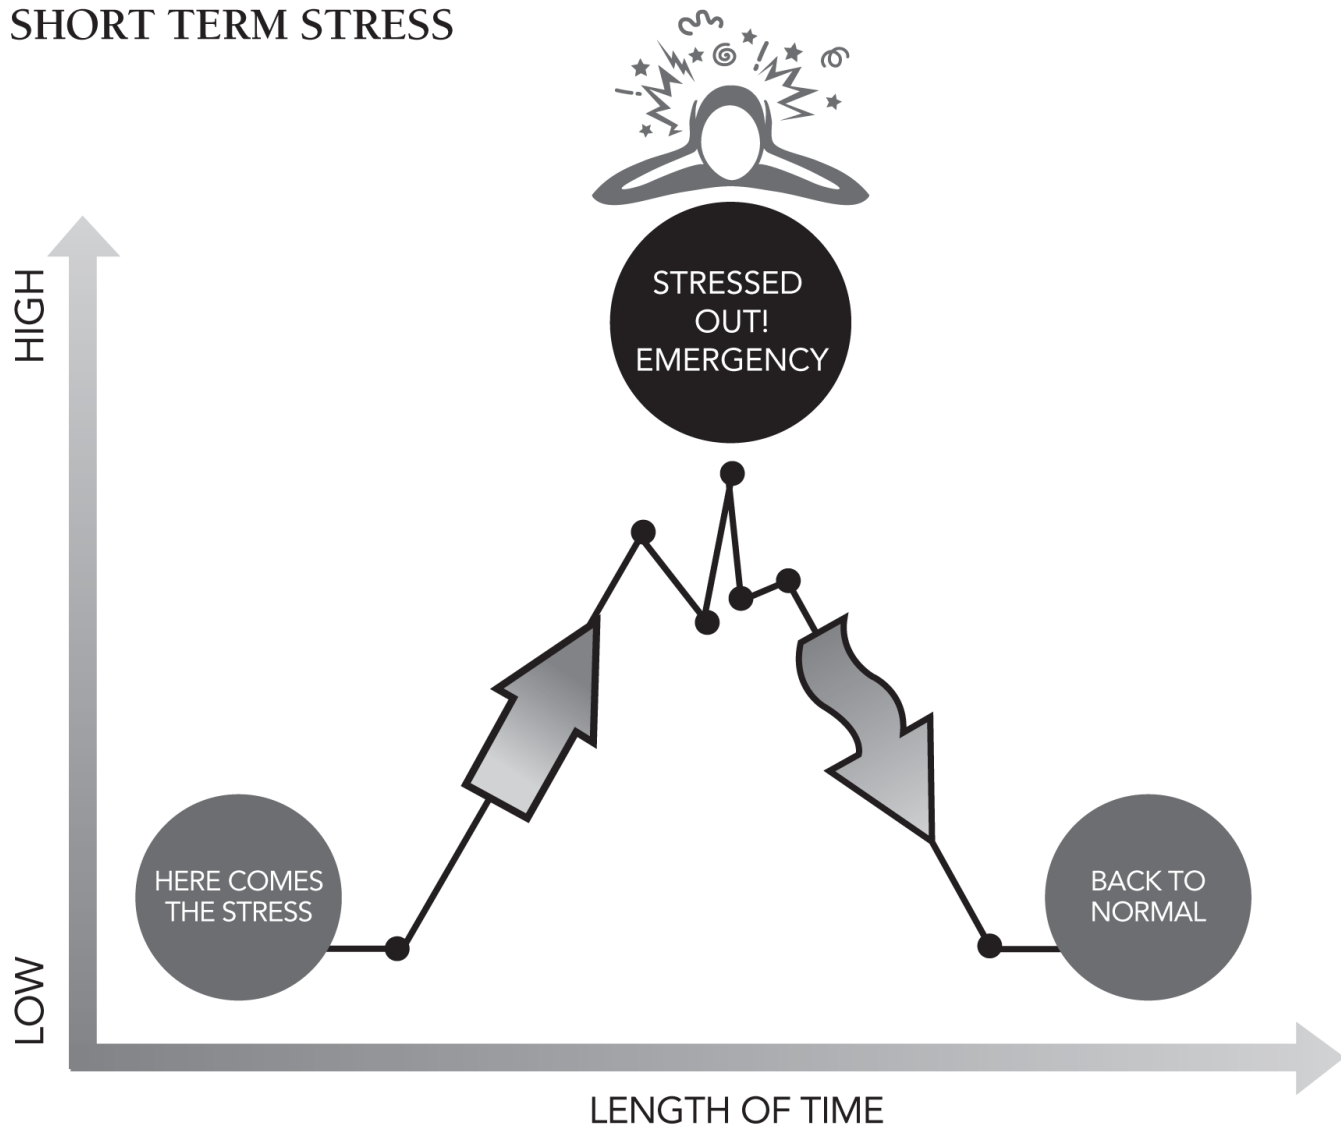 SHORT TERM STRESS
STRESSED
OUT!
EMERGENCY
HIGH
HERE COMES
THE STRESS
BACK TO
NORMAL
LOW
LENGTH OF TIME